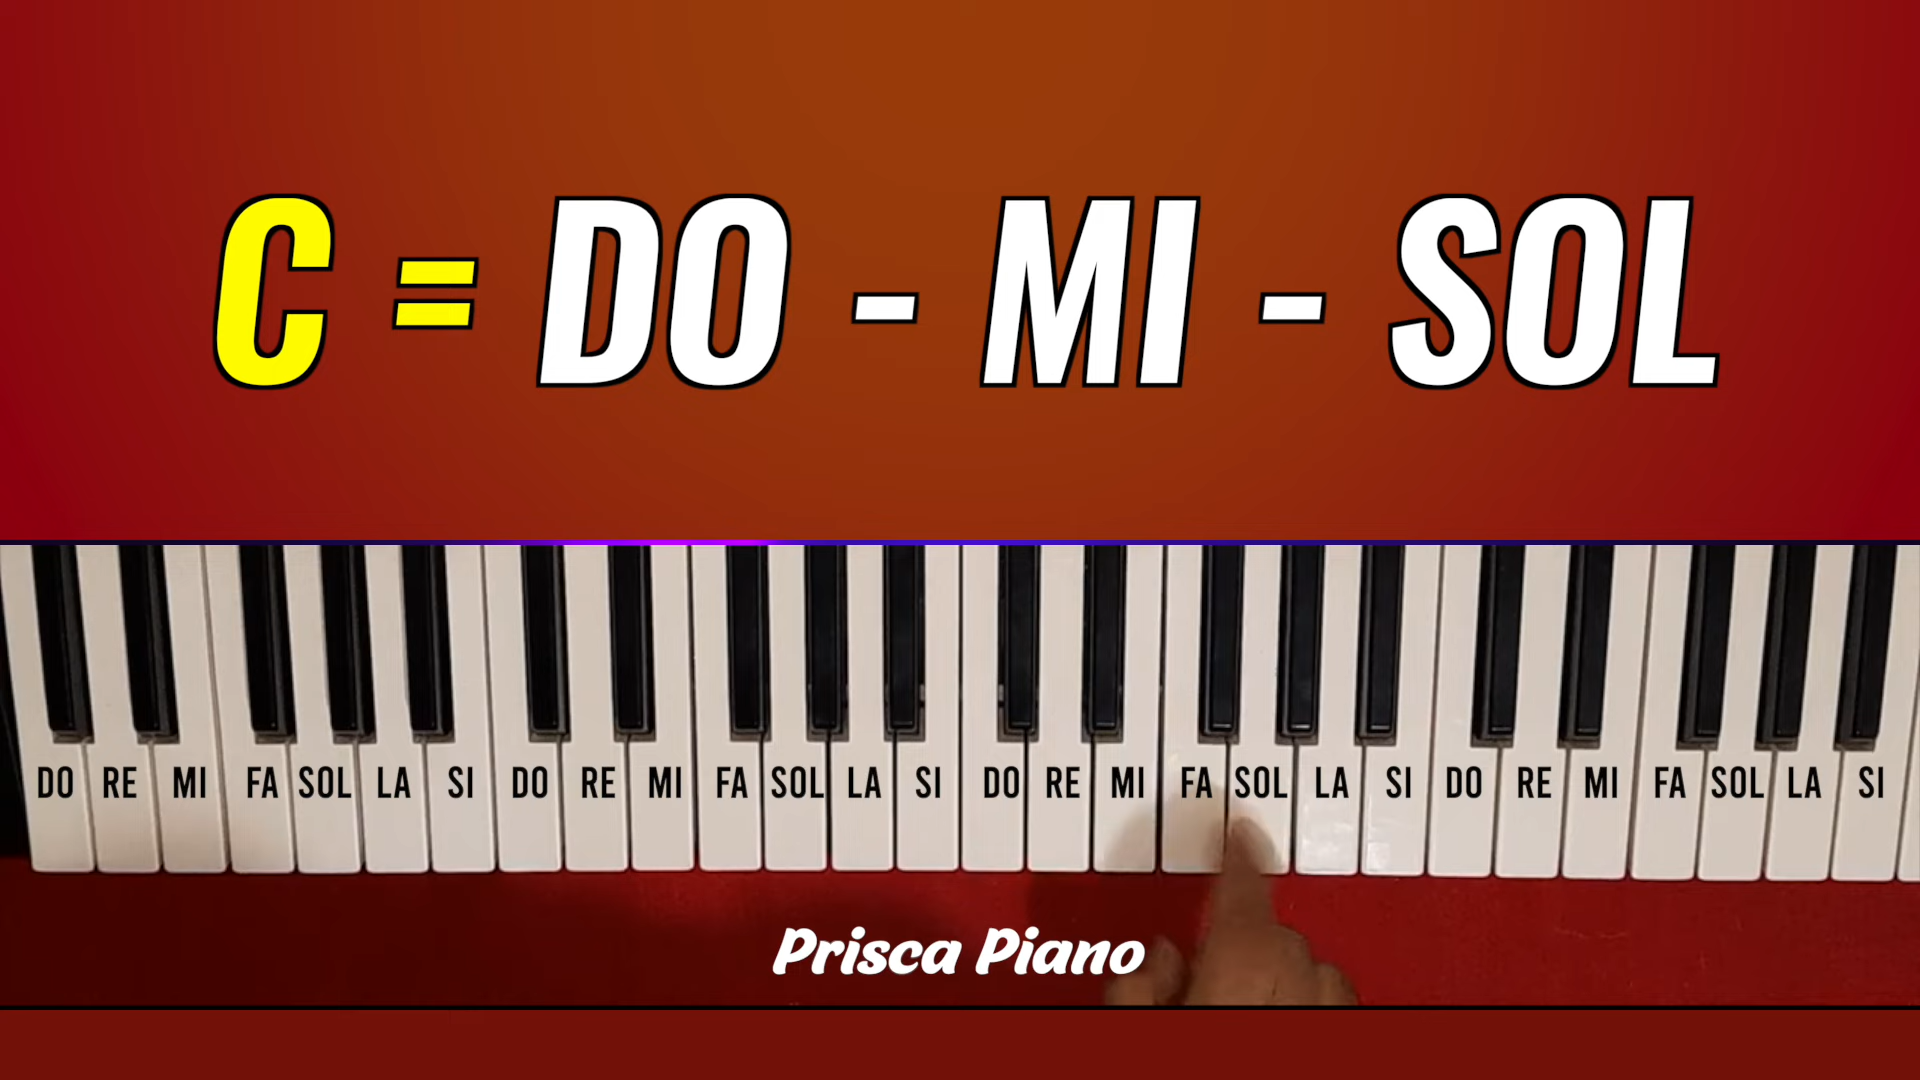 C = DO - MI - SOL
DO RE MI FA SOL LA SI DO RE MI FA SOL LA SI DO RE MI FA SOL LA SI DO RE MI FA SOL LA SI
Prisca Piano